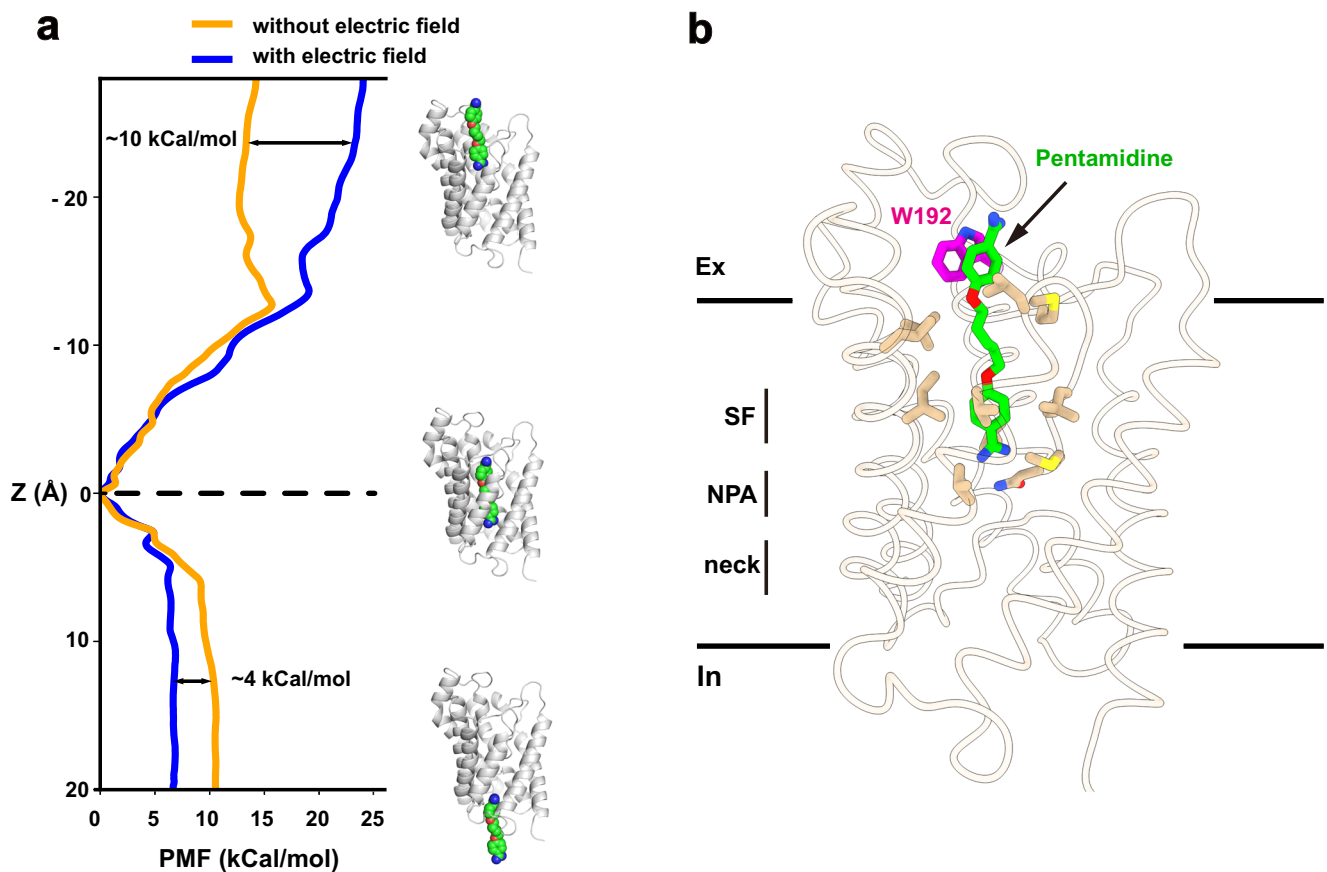 a
without electric field
with electric field
~10 kCal/mol
- 20
- 10
Z (Å)
0
10
~4 kCal/mol
20
0 5 10 15 20 25
PMF (kCal/mol)
b
Pentamidine
W192
Ex
SF
NPA
neck
In